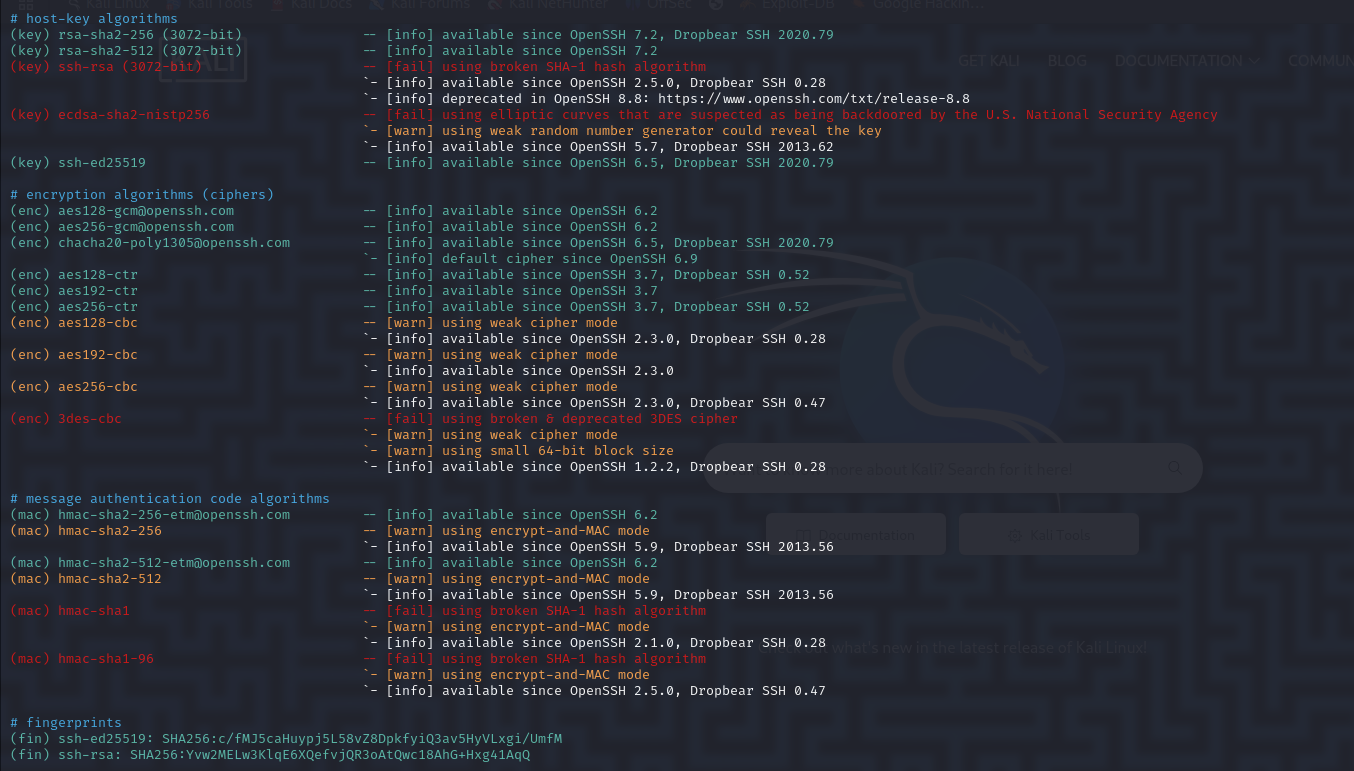 Kali Linux Kali Tools Kali Docs Kali Forums Kali NetHunter OffSec Exploit-DB Google Hackin...
# host-key algorithms
(key) rsa-sha2-256 (3072-bit) -- [info] available since OpenSSH 7.2, Dropbear SSH 2020.79
(key) rsa-sha2-512 (3072-bit) -- [info] available since OpenSSH 7.2
KALI GET KALI BLOG DOCUMENTATION
(key) ssh-rsa (3072-bit) -- [fail] using broken SHA-1 hash algorithm
`- [info] available since OpenSSH 2.5.0, Dropbear SSH 0.28
`- [info] deprecated in OpenSSH 8.8: https://www.openssh.com/txt/release-8.8
(key) ecdsa-sha2-nistp256 -- [fail] using elliptic curves that are suspected as being backdoored by the U.S. National Security Agency
`- [warn] using weak random number generator could reveal the key
`- [info] available since OpenSSH 5.7, Dropbear SSH 2013.62
(key) ssh-ed25519 -- [info] available since OpenSSH 6.5, Dropbear SSH 2020.79
# encryption algorithms (ciphers)
(enc) aes128-gcm@openssh.com -- [info] available since OpenSSH 6.2
(enc) aes256-gcm@openssh.com -- [info] available since OpenSSH 6.2
(enc) chacha20-poly1305@openssh.com -- [info] available since OpenSSH 6.5, Dropbear SSH 2020.79
`- [info] default cipher since OpenSSH 6.9
(enc) aes128-ctr -- [info] available since OpenSSH 3.7, Dropbear SSH 0.52
(enc) aes192-ctr -- [info] available since OpenSSH 3.7
(enc) aes256-ctr -- [info] available since OpenSSH 3.7, Dropbear SSH 0.52
(enc) aes128-cbc -- [warn] using weak cipher mode
`- [info] available since OpenSSH 2.3.0, Dropbear SSH 0.28
(enc) aes192-cbc -- [warn] using weak cipher mode
`- [info] available since OpenSSH 2.3.0
(enc) aes256-cbc -- [warn] using weak cipher mode
`- [info] available since OpenSSH 2.3.0, Dropbear SSH 0.47
(enc) 3des-cbc -- [fail] using broken & deprecated 3DES cipher
`- [warn] using weak cipher mode
`- [warn] using small 64-bit block size
`- [info] available since OpenSSH 1.2.2, Dropbear SSH 0.28
more about Kali? Search for it here!
# message authentication code algorithms
(mac) hmac-sha2-256-etm@openssh.com -- [info] available since OpenSSH 6.2
(mac) hmac-sha2-256 -- [warn] using encrypt-and-MAC mode
Documentation Kali Tools
`- [info] available since OpenSSH 5.9, Dropbear SSH 2013.56
(mac) hmac-sha2-512-etm@openssh.com -- [info] available since OpenSSH 6.2
(mac) hmac-sha2-512 -- [warn] using encrypt-and-MAC mode
`- [info] available since OpenSSH 5.9, Dropbear SSH 2013.56
(mac) hmac-sha1 -- [fail] using broken SHA-1 hash algorithm
`- [warn] using encrypt-and-MAC mode
`- [info] available since OpenSSH 2.1.0, Dropbear SSH 0.28
what's new in the latest release of Kali Linux!
(mac) hmac-sha1-96 -- [fail] using broken SHA-1 hash algorithm
`- [warn] using encrypt-and-MAC mode
`- [info] available since OpenSSH 2.5.0, Dropbear SSH 0.47
# fingerprints
(fin) ssh-ed25519: SHA256:c/fMJ5caHuypj5L58vZ8DpkfyiQ3av5HyVLxgi/UmfM
(fin) ssh-rsa: SHA256:Yvw2MELw3KlqE6XQefvjQR3oAtQwc18AhG+Hxg41AqQ